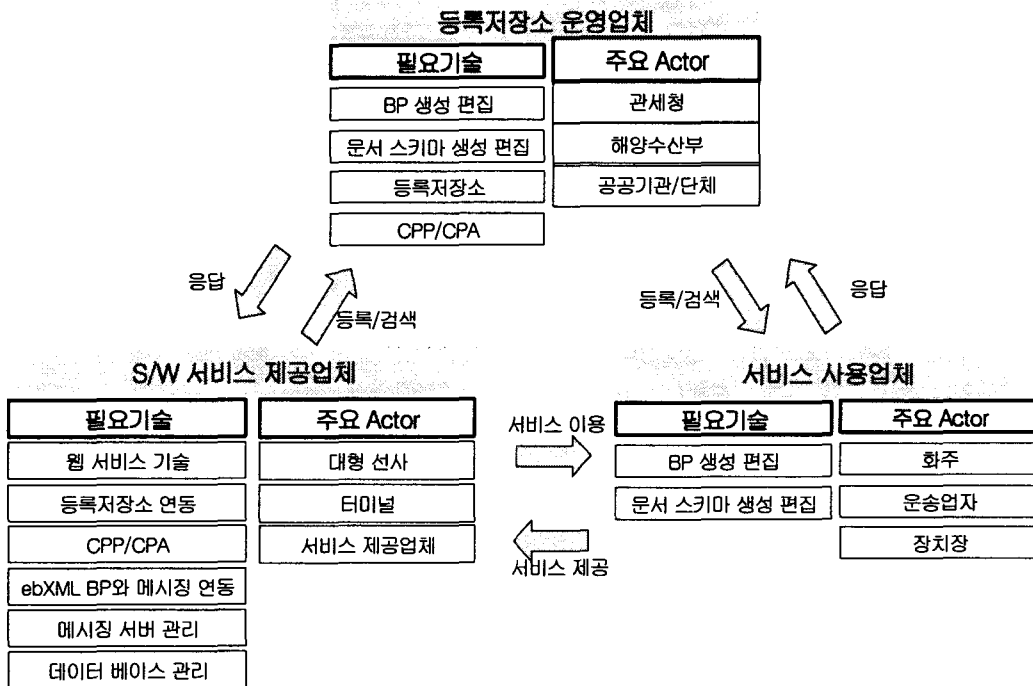 등록저장소 운영업체
필요기술
주요 Actor
BP 생성 편집
관세청
문서 스키마 생성 편집
해양수산부
등록저장소
공공기관/단체
CPP/CPA
응답
등록/검색
등록/검색
응답
S/W 서비스 제공업체
필요기술
주요 Actor
웹 서비스 기술
대형 선사
등록저장소 연동
터미널
CPP/CPA
서비스 제공업체
ebXML BP와 메시징 연동
메시징 서버 관리
데이터 베이스 관리
서비스 이용
서비스 제공
서비스 사용업체
필요기술
주요 Actor
BP 생성 편집
화주
문서 스키마 생성 편집
운송업자
장치장